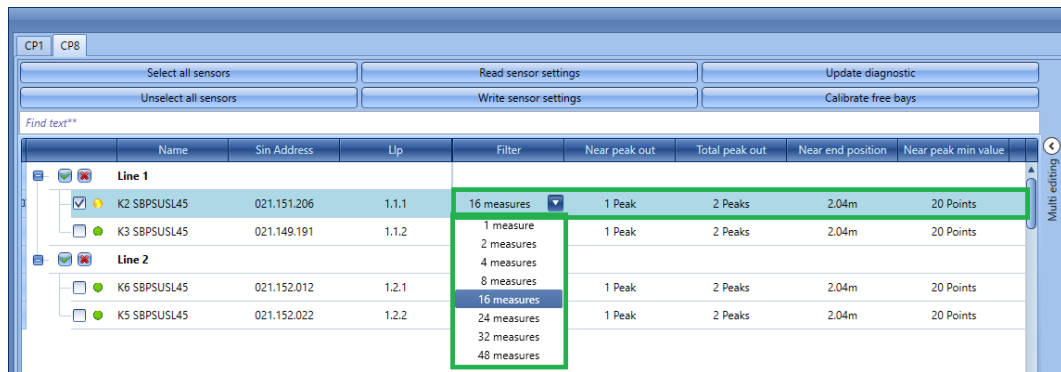 CP1 CP8
Select all sensors Read sensor settings Update diagnostic
Unselect all sensors Write sensor settings Calibrate free bays
Find text**
Name Sin Address Llp Filter Near peak out Total peak out Near end position Near peak min value
Multi editing
Line 1
K2 SBPSUSL45 021.151.206 1.1.1 16 measures 1 Peak 2 Peaks 2.04m 20 Points
K3 SBPSUSL45 021.149.191 1.1.2 1 measure 1 Peak 2 Peaks 2.04m 20 Points
2 measures
Line 2 4 measures
K6 SBPSUSL45 021.152.012 1.2.1 8 measures 1 Peak 2 Peaks 2.04m 20 Points
16 measures
K5 SBPSUSL45 021.152.022 1.2.2 24 measures 1 Peak 2 Peaks 2.04m 20 Points
32 measures
48 measures